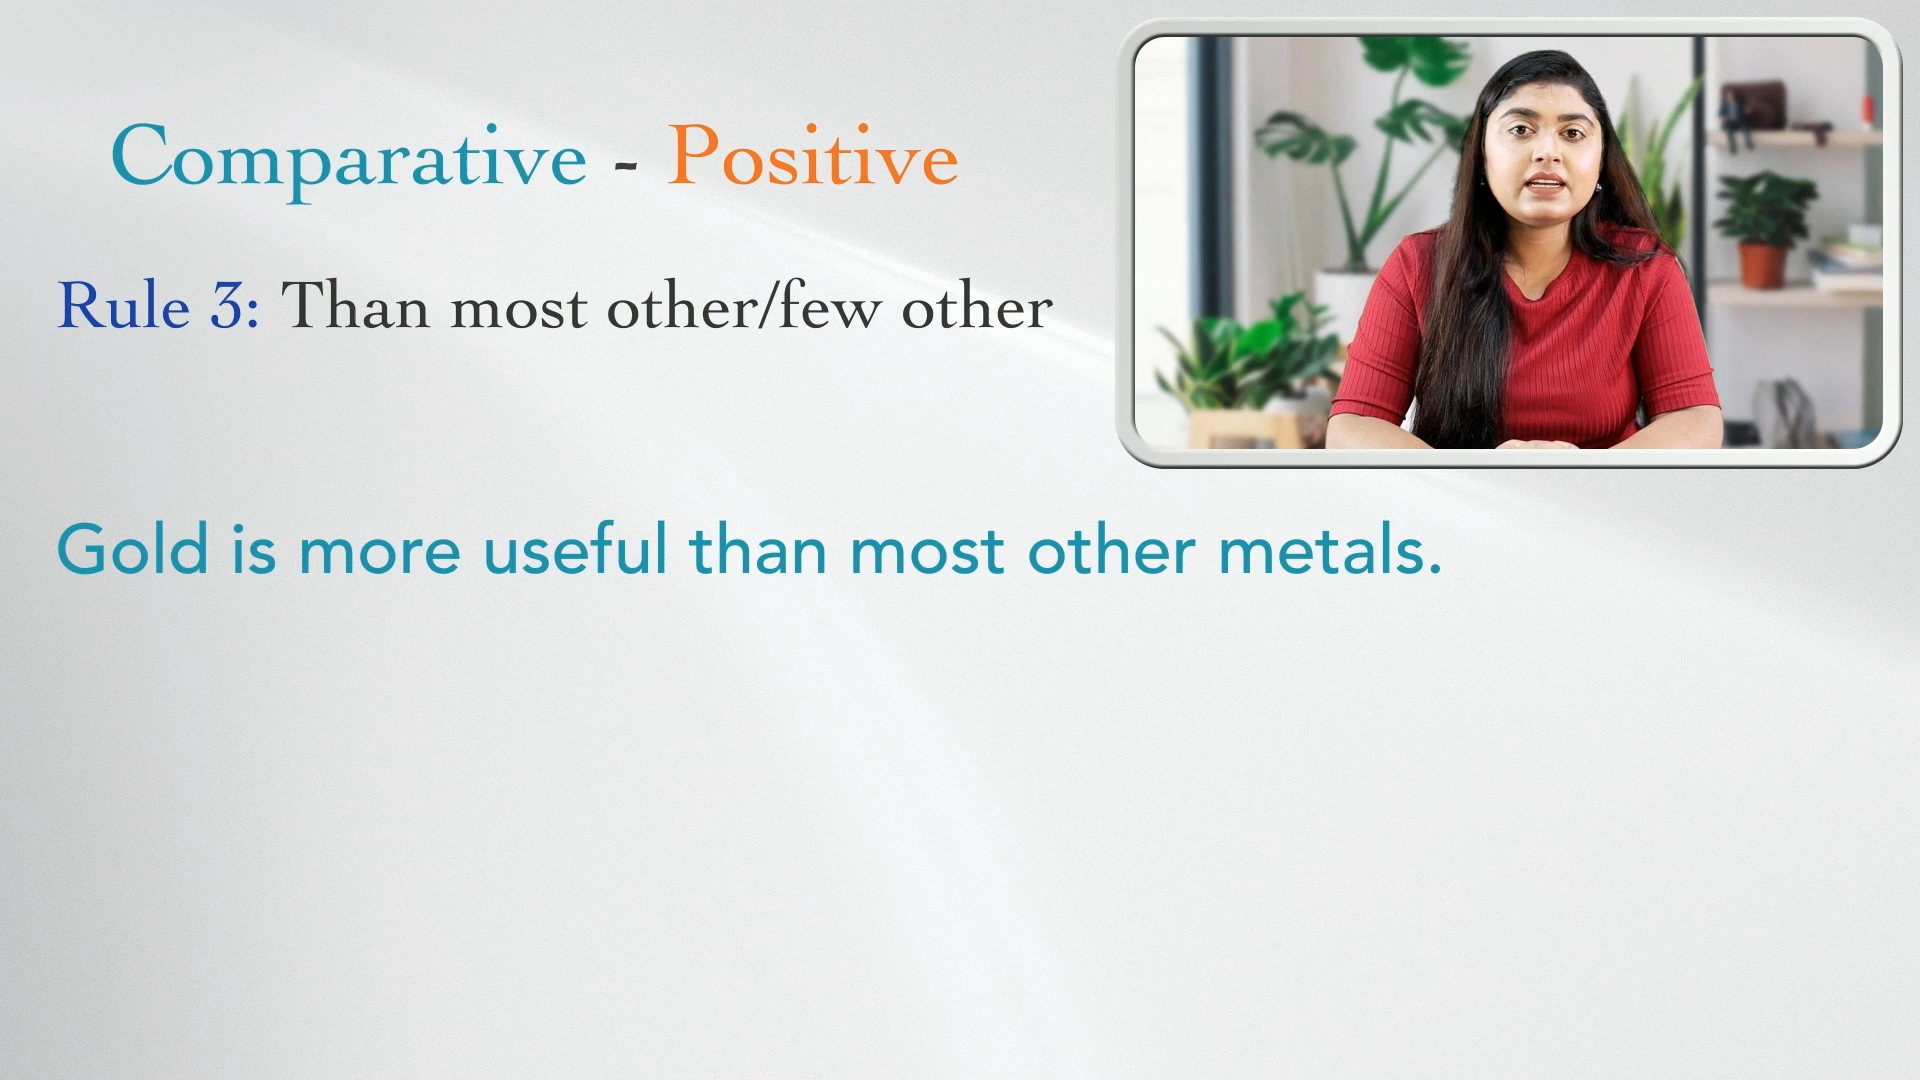 Comparative - Positive
Rule 3: Than most other/few other
Gold is more useful than most other metals.